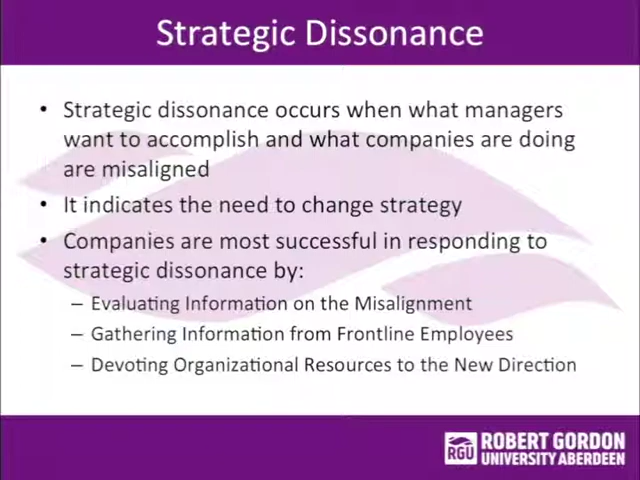 Strategic Dissonance
• Strategic dissonance occurs when what managers
want to accomplish and what companies are doing
are misaligned
• It indicates the need to change strategy
• Companies are most successful in responding to
strategic dissonance by:
– Evaluating Information on the Misalignment
– Gathering Information from Frontline Employees
– Devoting Organizational Resources to the New Direction
RGU
ROBERT GORDON
UNIVERSITY ABERDEEN